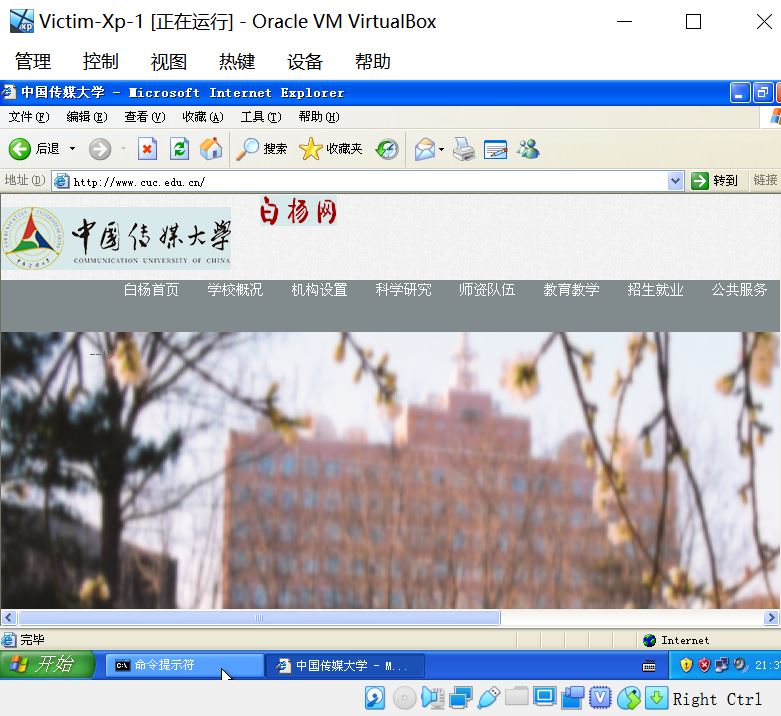 Victim-Xp-1 [正在运行] - Oracle VM VirtualBox
管理 控制 视图 热键 设备 帮助
中国传媒大学 - Microsoft Internet Explorer
文件(F) 编辑(E) 查看(V) 收藏(A) 工具(T) 帮助(H)
后退 搜索 收藏夹
地址(D) http://www.cuc.edu.cn/ 转到 链接
白杨网
中国传媒大学
COMMUNICATION UNIVERSITY OF CHINA
白杨首页 学校概况 机构设置 科学研究 师资队伍 教育教学 招生就业 公共服务
完毕 Internet
开始 命令提示符 中国传媒大学 - M... 21:3
Right Ctrl